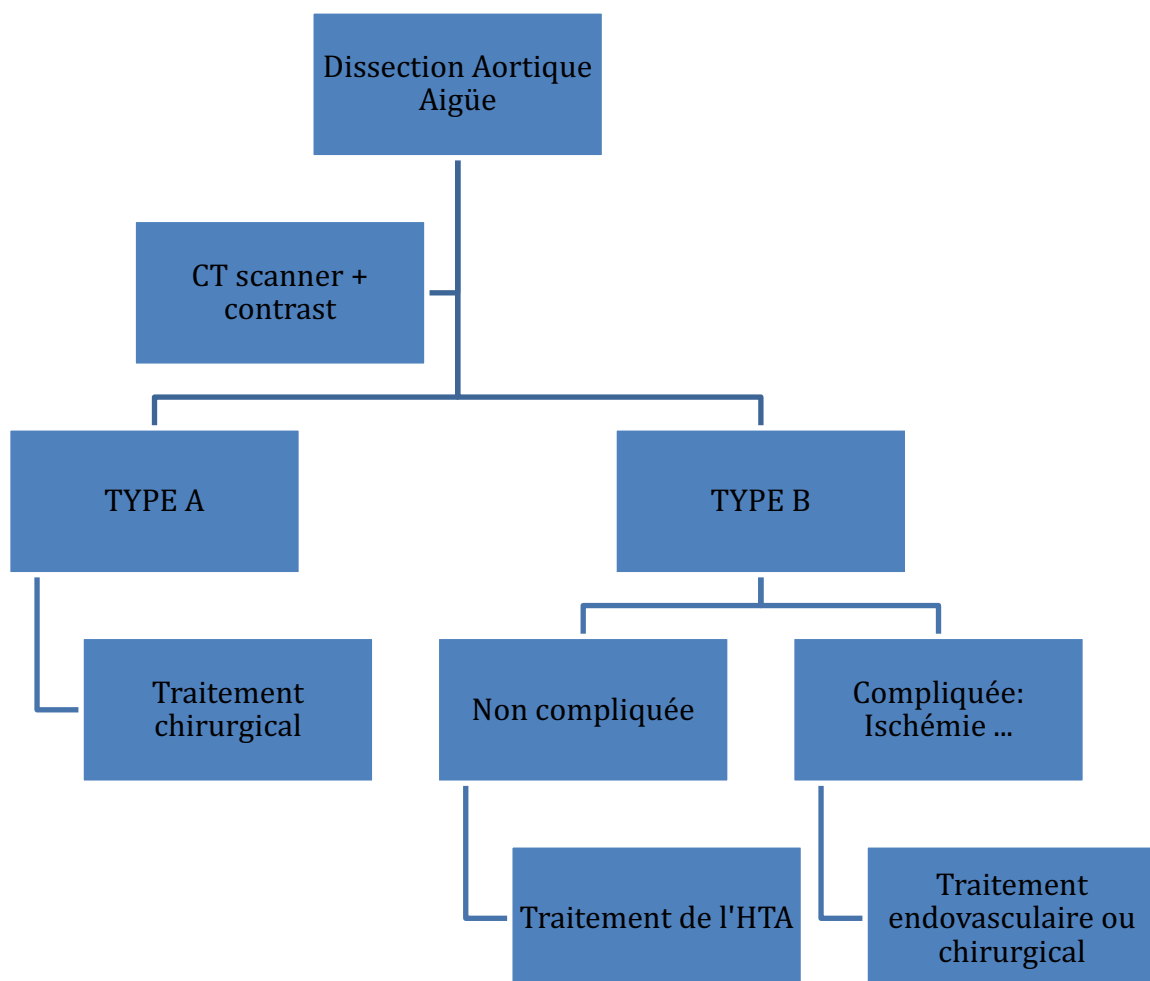 Dissection Aortique
Aigüe
CT scanner +
contrast
TYPE A
TYPE B
Traitement
chirurgical
Non compliquée
Compliquée:
Ischémie ...
Traitement de l'HTA
Traitement
endovasculaire ou
chirurgical